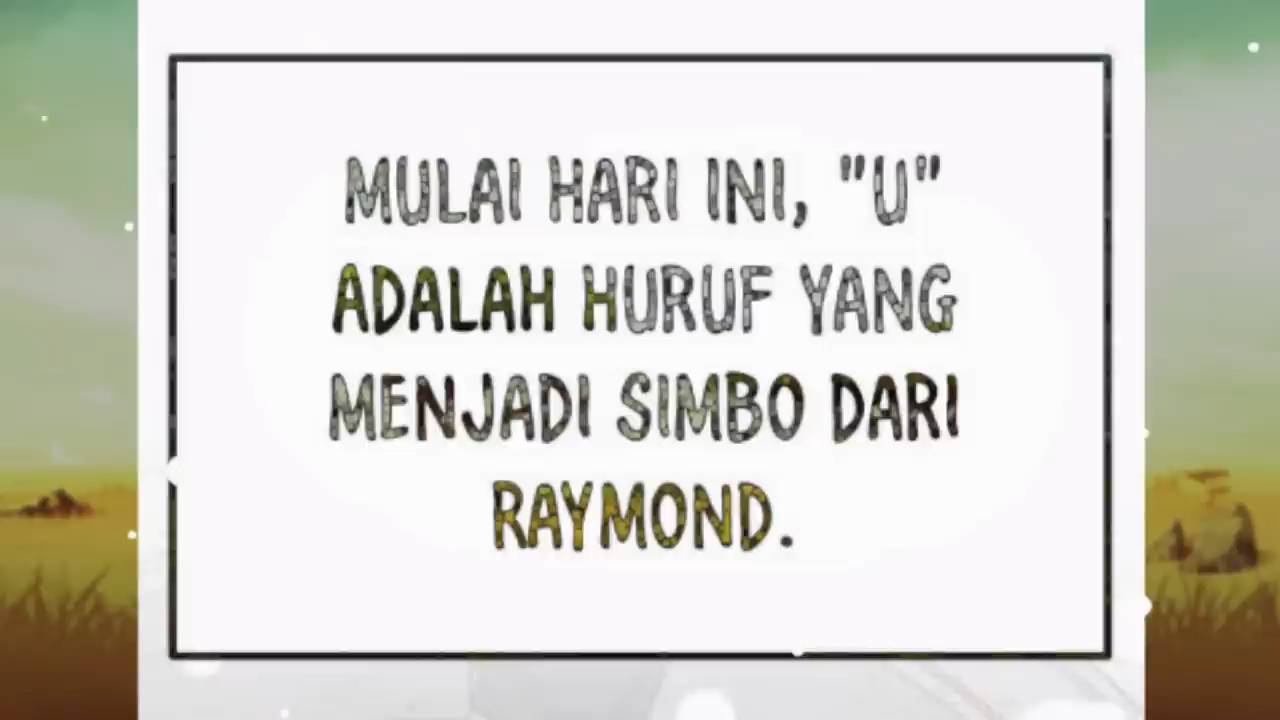 MULAI HARI INI, "U"
ADALAH HURUF YANG
MENJADI SIMBO DARI
RAYMOND.